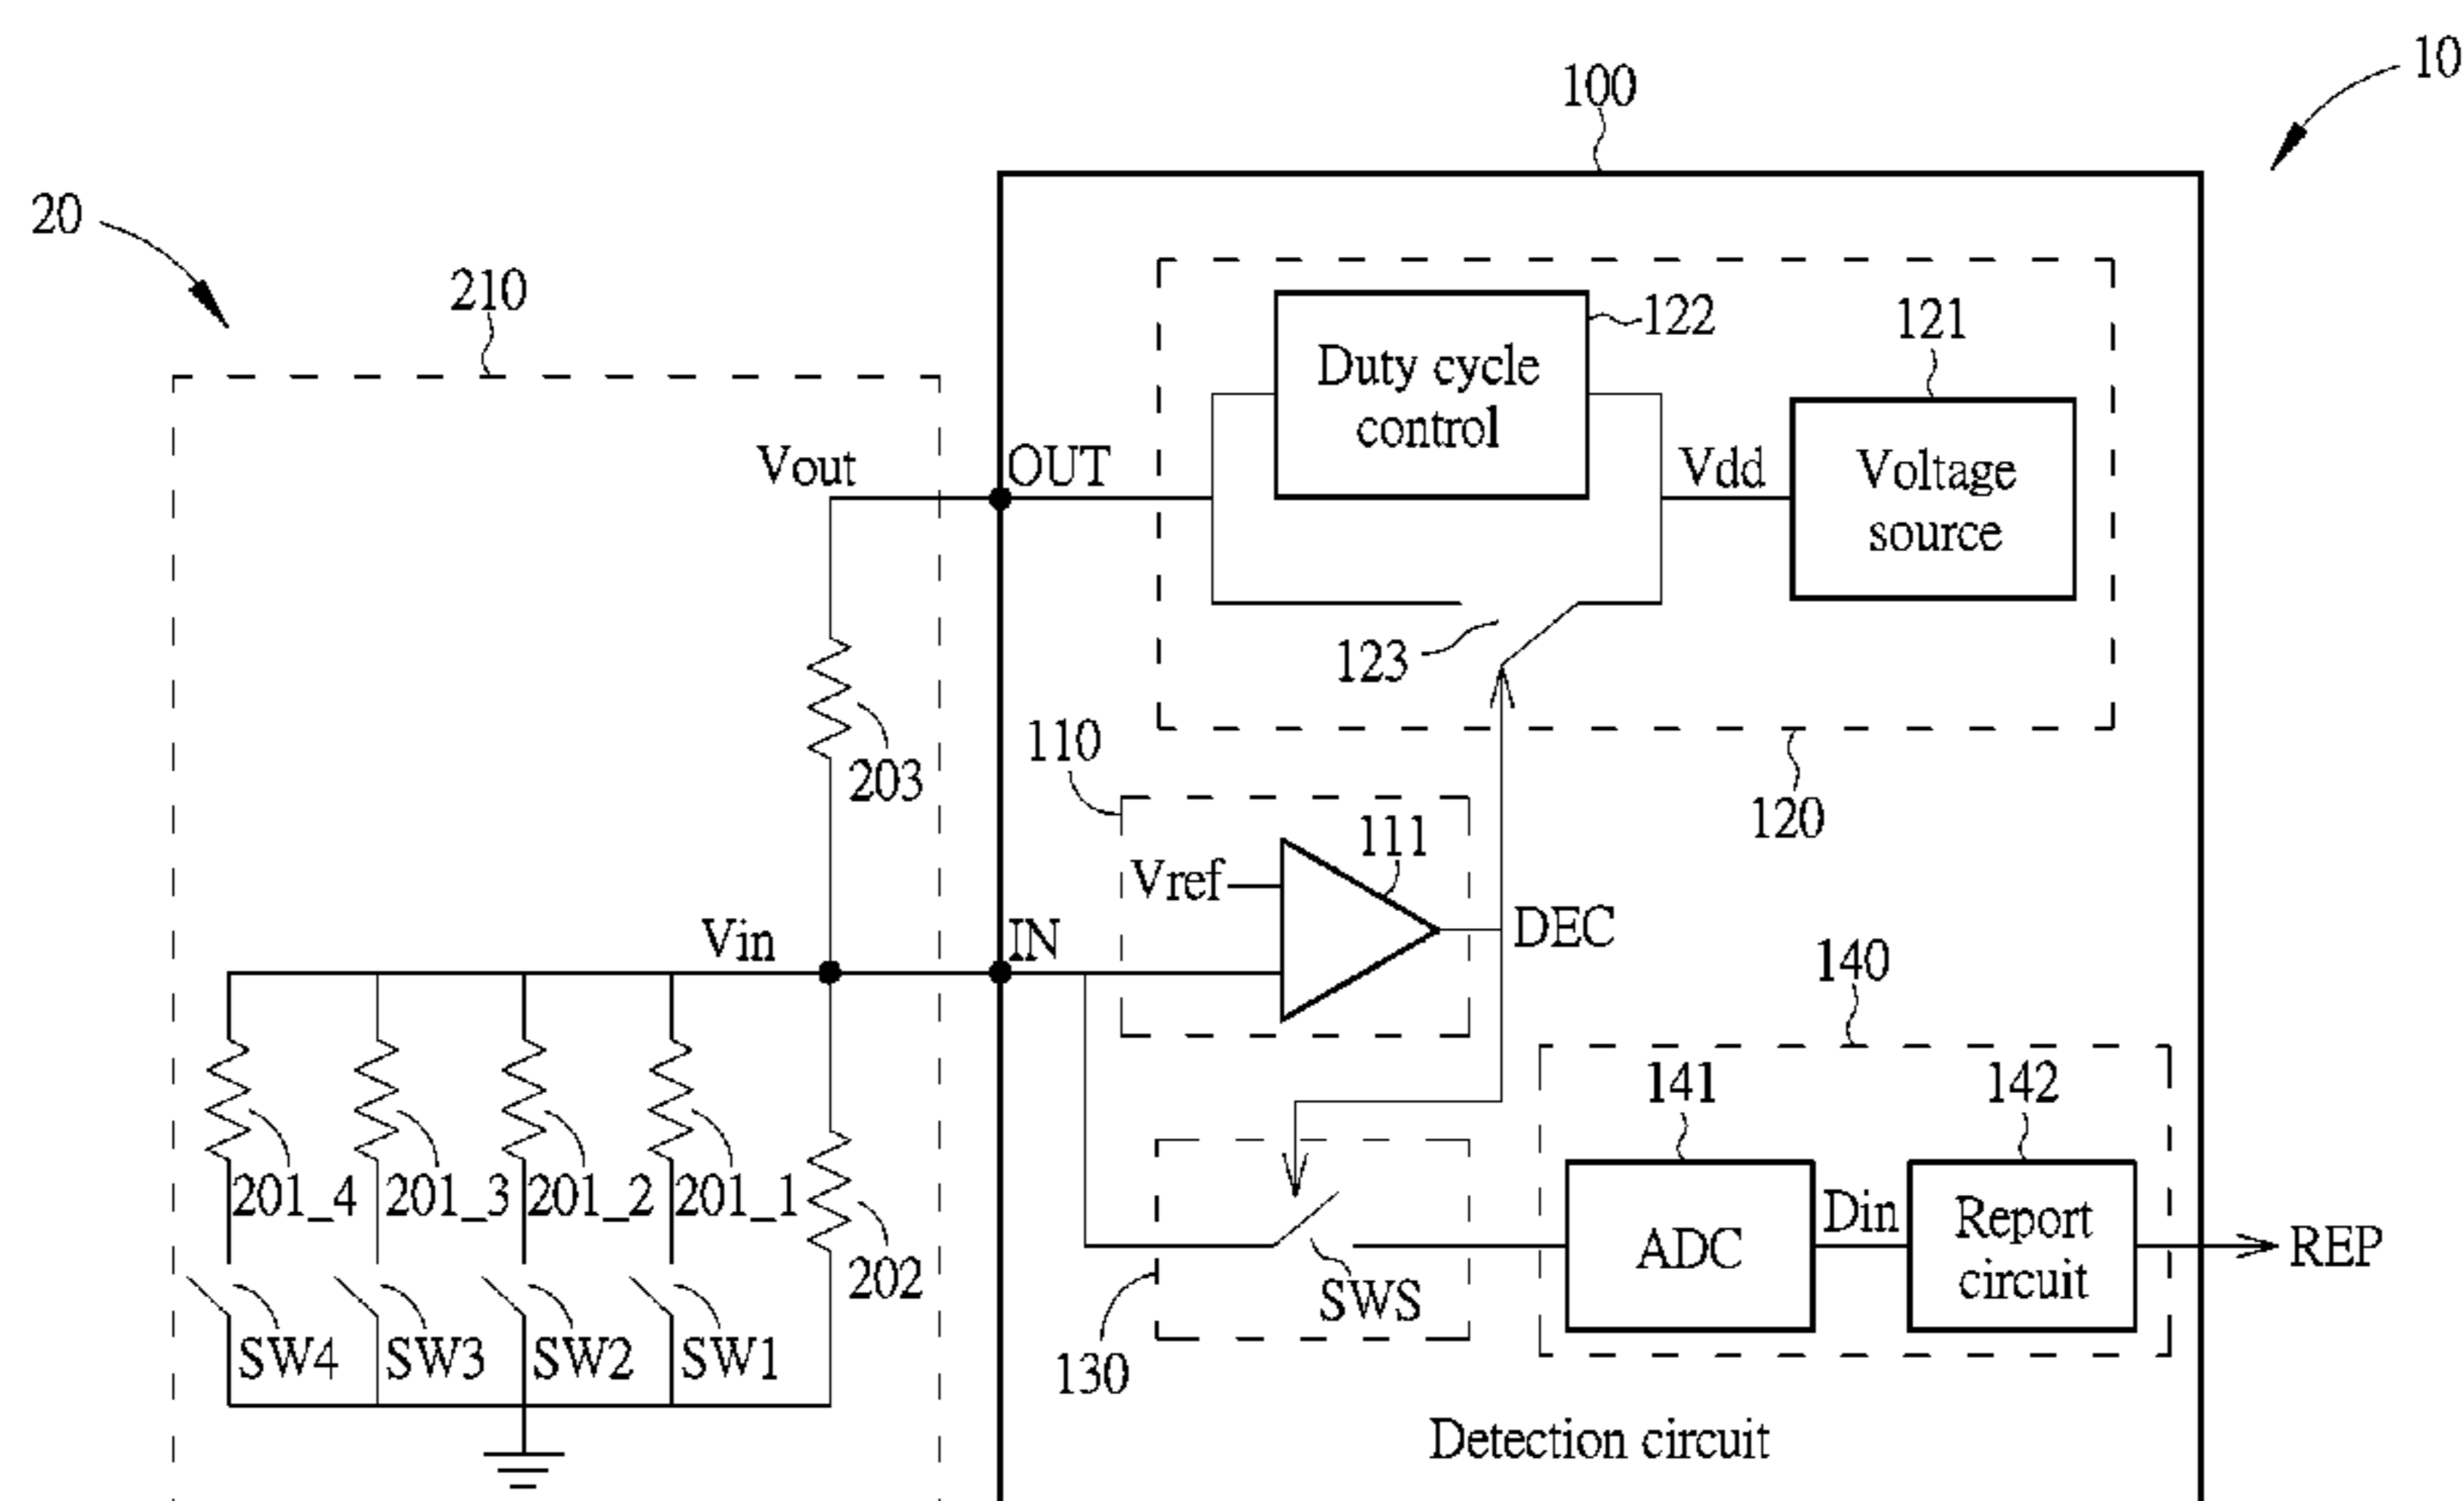 10
100
20
210
122
121
Duty cycle
control
Vout
OUT
Vdd
Voltage
source
123
203
110
111
120
Vref
Vin
IN
DEC
140
141
142
201_4
201_3
201_2
201_1
Din
Report
circuit
ADC
REP
202
SWS
SW4
SW3
SW2
SW1
130
Detection circuit